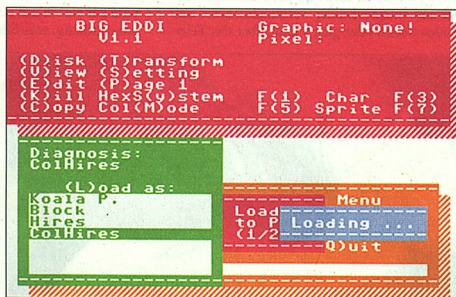 BIG EDDI Graphic: None!
V1.1 Pixel:
(D)isk (T)ransform
(V)iew (S)etting
(E)dit (P)age 1
(F)ill HexS(Y)stem F(1) Char F(3)
(C)opy Col(M)ode F(5) Sprite F(7)
Diagnosis:
ColHires
(L)oad as:
Koala P.
Block
Hires
ColHires
Menu
Load
to P
(1/2
Loading ...
Q)uit